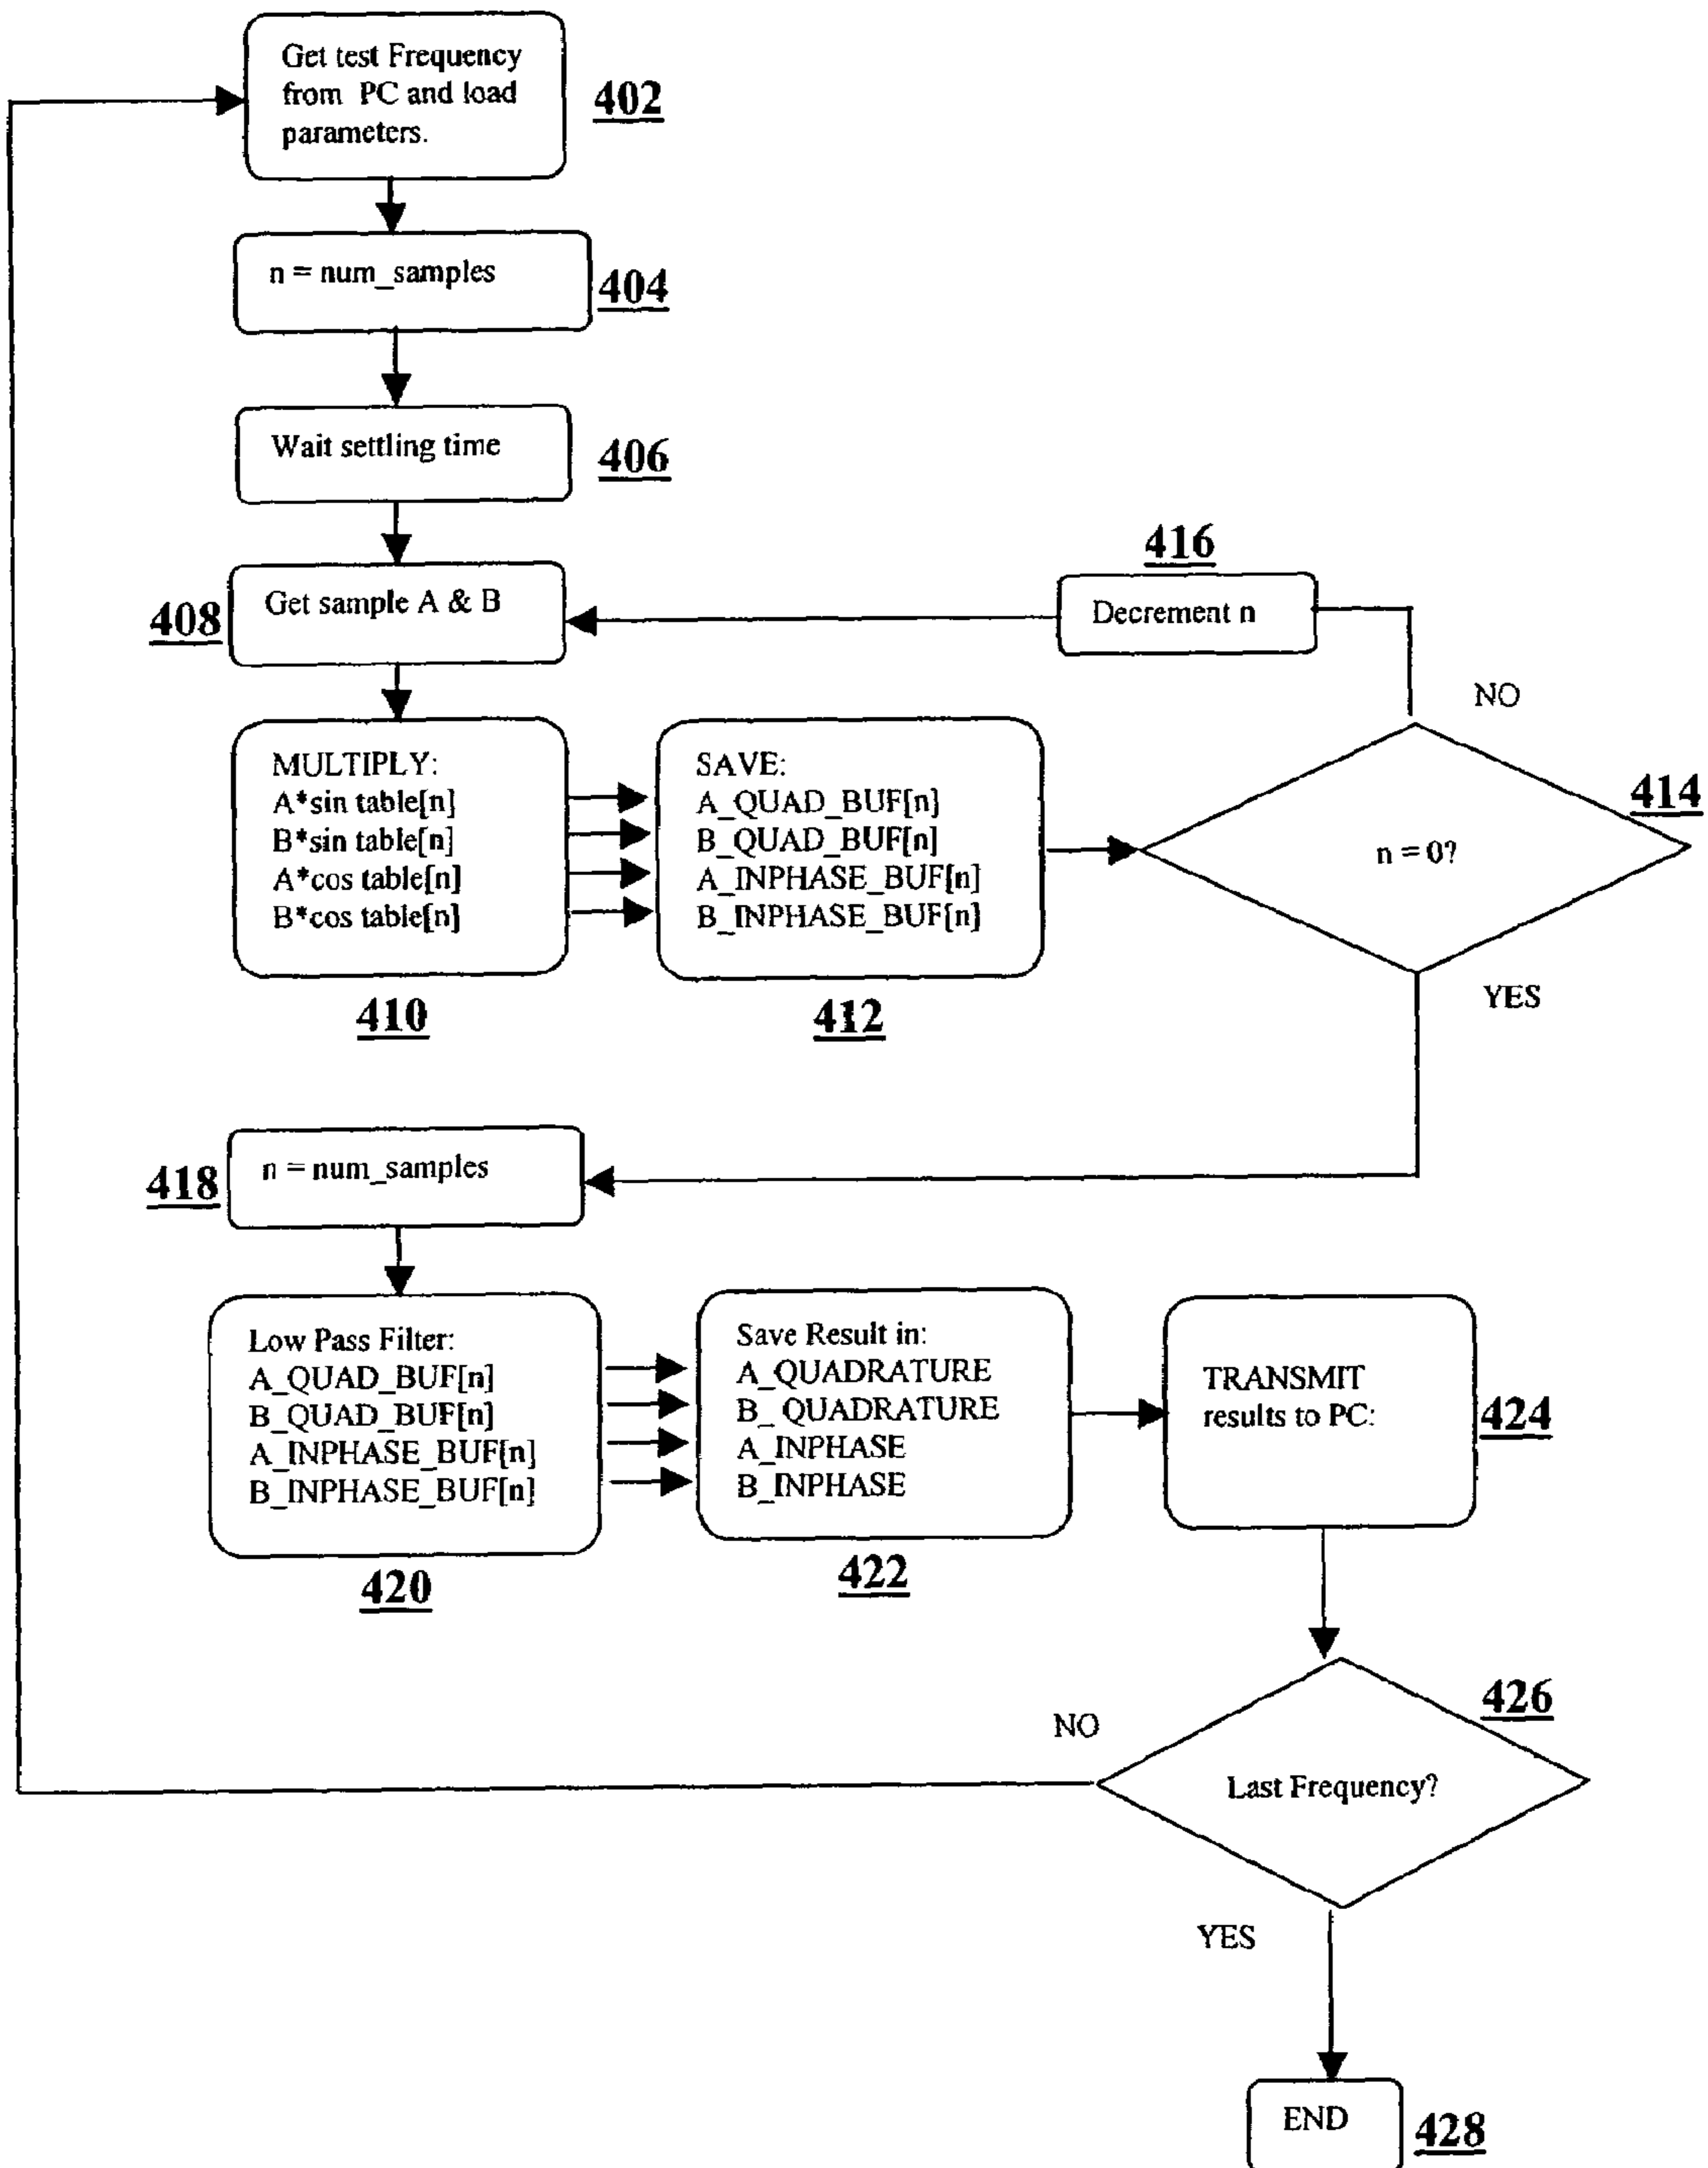 Get test Frequency
from PC and load
parameters.
402
n = num_samples
404
Wait settling time
406
416
Get sample A & B
408
Decrement n
NO
MULTIPLY:
A*sin table[n]
B*sin table[n]
A*cos table[n]
B*cos table[n]
410
SAVE:
A_QUAD_BUF[n]
B_QUAD_BUF[n]
A_INPHASE_BUF[n]
B_INPHASE_BUF[n]
412
414
n = 0?
YES
418
n = num_samples
Low Pass Filter:
A_QUAD_BUF[n]
B_QUAD_BUF[n]
A_INPHASE_BUF[n]
B_INPHASE_BUF[n]
420
Save Result in:
A_QUADRATURE
B_ QUADRATURE
A_INPHASE
B_INPHASE
422
TRANSMIT
results to PC:
424
426
NO
Last Frequency?
YES
END
428